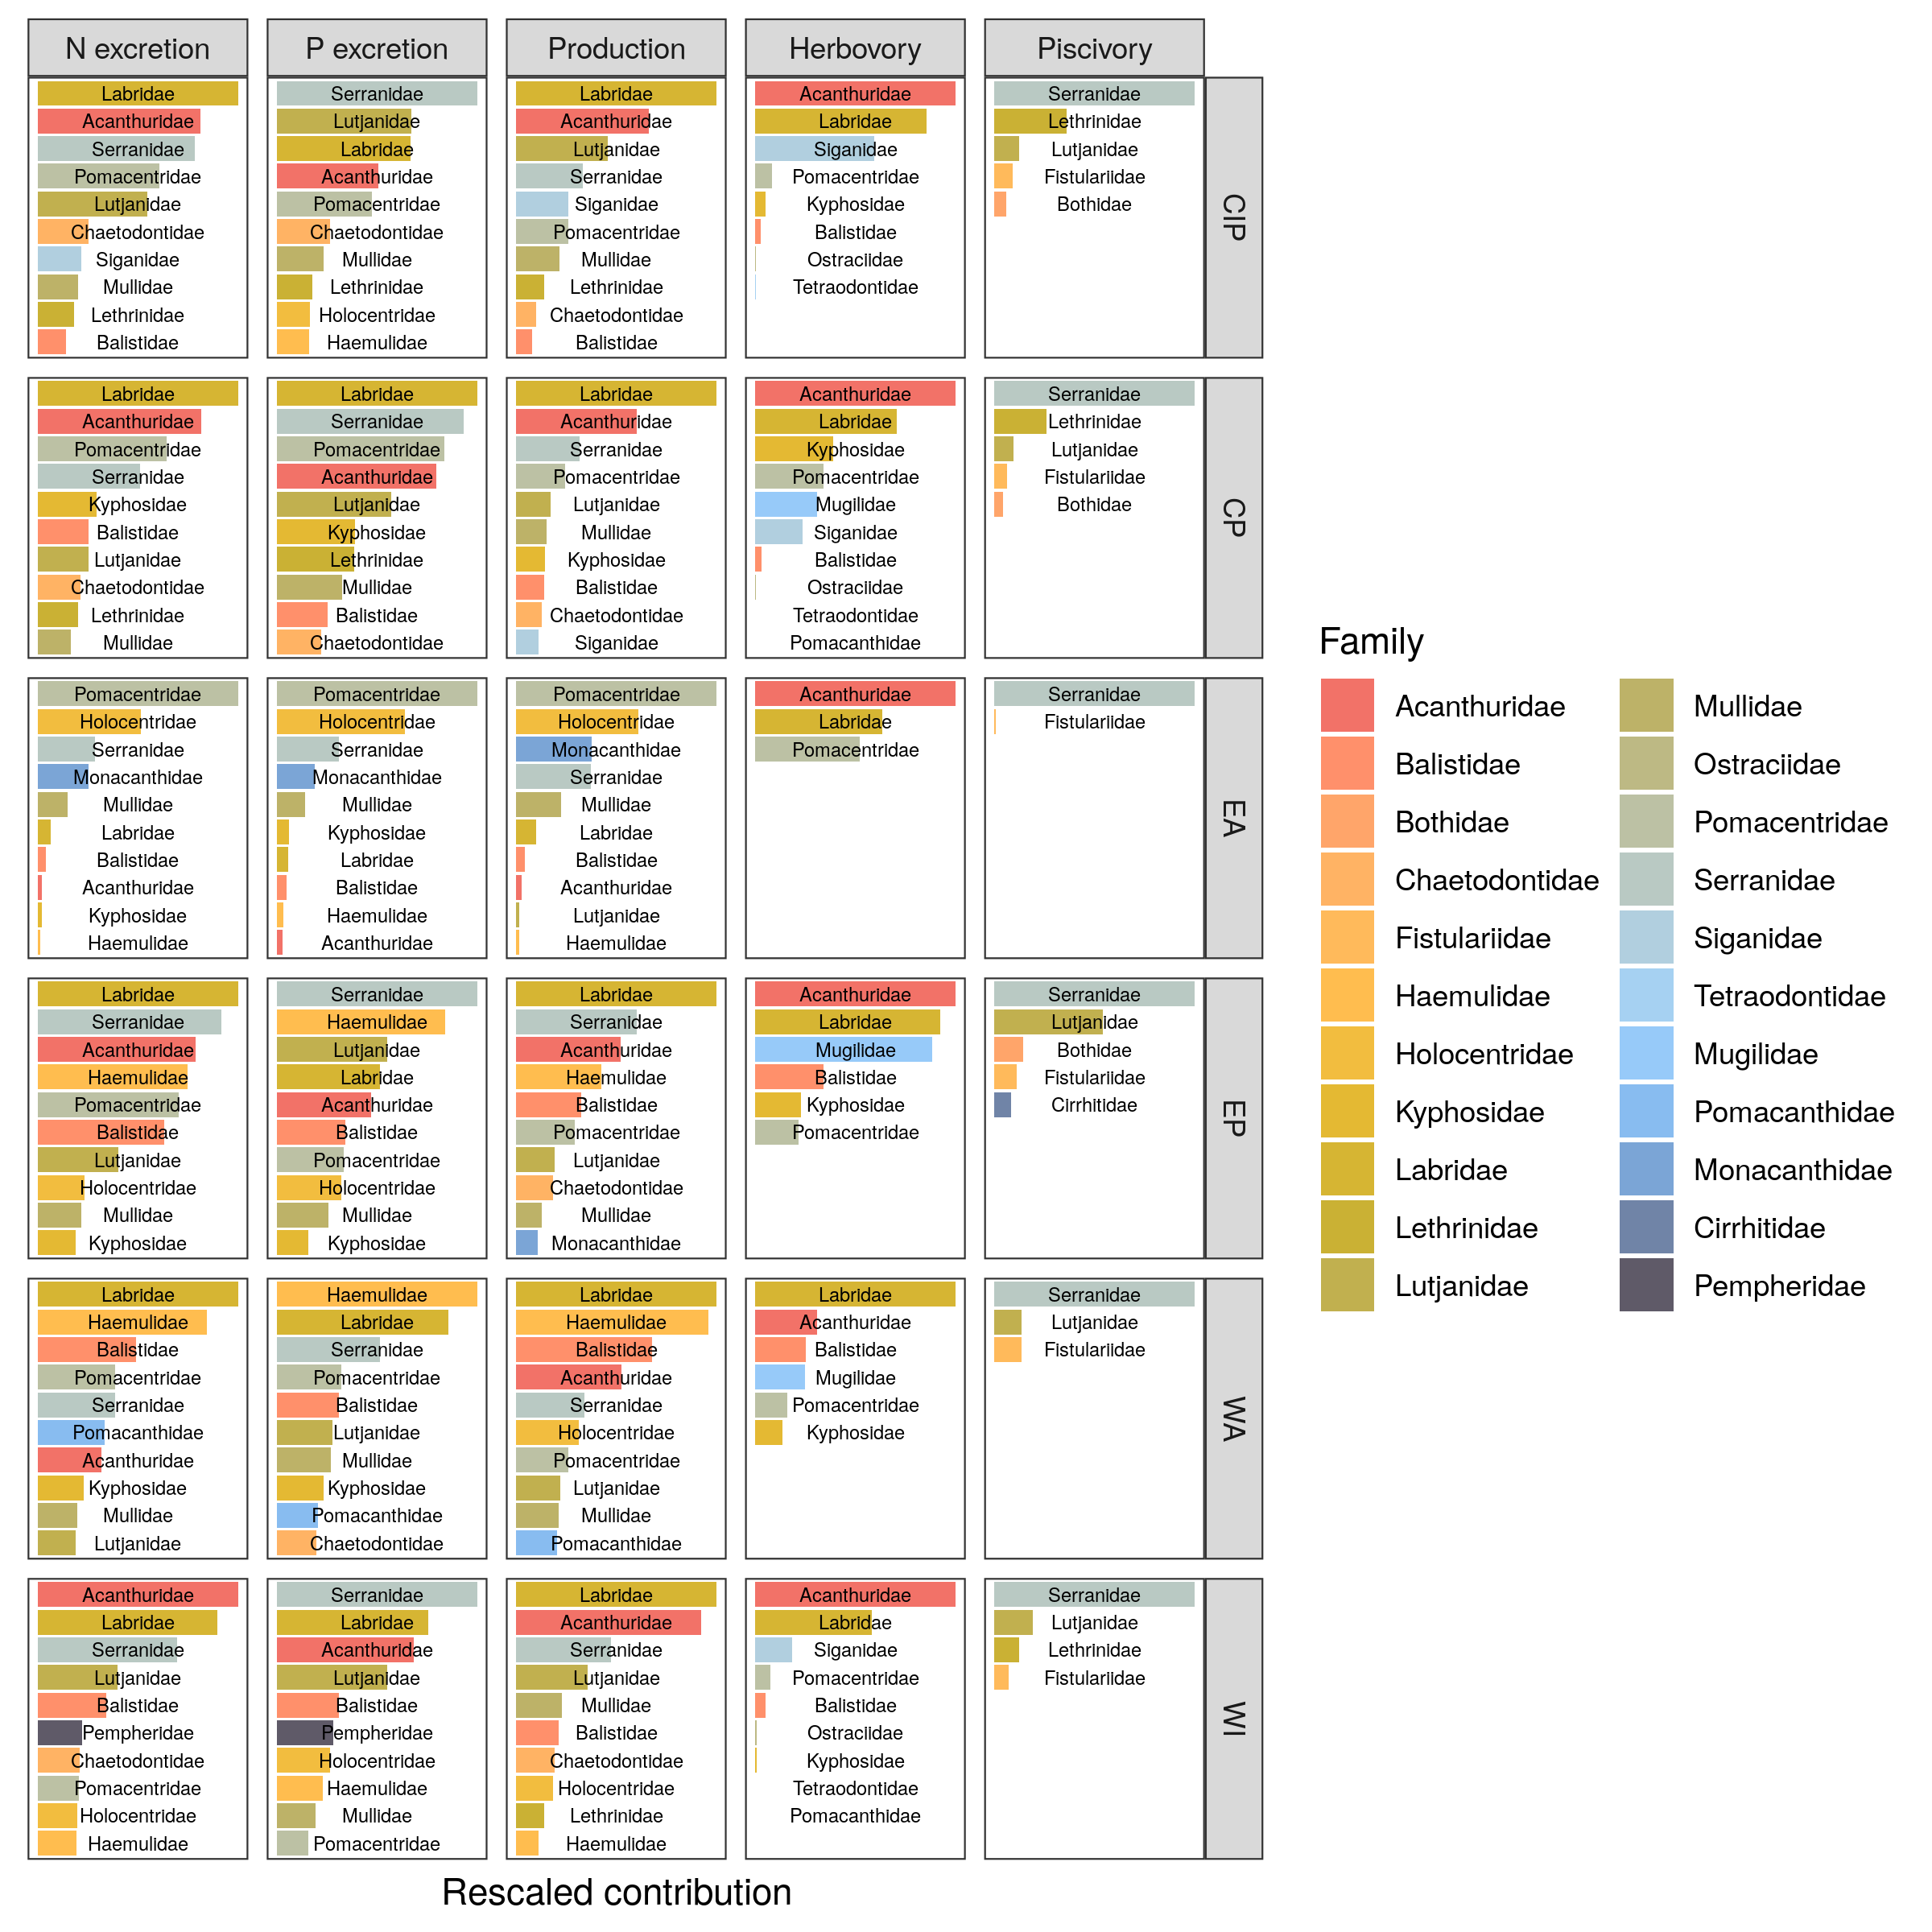 N excretion
P excretion
Production
Herbovory
Piscivory
Labridae
Acanthuridae
Serranidae
Pomacentridae
Lutjanidae
Chaetodontidae
Siganidae
Mullidae
Lethrinidae
Balistidae
Serranidae
Lutjanidae
Labridae
Acanthuridae
Pomacentridae
Chaetodontidae
Mullidae
Lethrinidae
Holocentridae
Haemulidae
Labridae
Acanthuridae
Lutjanidae
Serranidae
Siganidae
Pomacentridae
Mullidae
Lethrinidae
Chaetodontidae
Balistidae
Acanthuridae
Labridae
Siganidae
Pomacentridae
Kyphosidae
Balistidae
Ostraciidae
Tetraodontidae
Serranidae
Lethrinidae
Lutjanidae
Fistulariidae
Bothidae
CIP
Labridae
Acanthuridae
Pomacentridae
Serranidae
Kyphosidae
Balistidae
Lutjanidae
Chaetodontidae
Lethrinidae
Mullidae
Labridae
Serranidae
Pomacentridae
Acanthuridae
Lutjanidae
Kyphosidae
Lethrinidae
Mullidae
Balistidae
Chaetodontidae
Labridae
Acanthuridae
Serranidae
Pomacentridae
Lutjanidae
Mullidae
Kyphosidae
Balistidae
Chaetodontidae
Siganidae
Acanthuridae
Labridae
Kyphosidae
Pomacentridae
Mugilidae
Siganidae
Balistidae
Ostraciidae
Tetraodontidae
Pomacanthidae
Serranidae
Lethrinidae
Lutjanidae
Fistulariidae
Bothidae
CP
Pomacentridae
Holocentridae
Serranidae
Monacanthidae
Mullidae
Labridae
Balistidae
Acanthuridae
Kyphosidae
Haemulidae
Pomacentridae
Holocentridae
Serranidae
Monacanthidae
Mullidae
Kyphosidae
Labridae
Balistidae
Haemulidae
Acanthuridae
Pomacentridae
Holocentridae
Monacanthidae
Serranidae
Mullidae
Labridae
Balistidae
Acanthuridae
Lutjanidae
Haemulidae
Acanthuridae
Labridae
Pomacentridae
Serranidae
Fistulariidae
EA
Labridae
Serranidae
Acanthuridae
Haemulidae
Pomacentridae
Balistidae
Lutjanidae
Holocentridae
Mullidae
Kyphosidae
Serranidae
Haemulidae
Lutjanidae
Labridae
Acanthuridae
Balistidae
Pomacentridae
Holocentridae
Mullidae
Kyphosidae
Labridae
Serranidae
Acanthuridae
Haemulidae
Balistidae
Pomacentridae
Lutjanidae
Chaetodontidae
Mullidae
Monacanthidae
Acanthuridae
Labridae
Mugilidae
Balistidae
Kyphosidae
Pomacentridae
Serranidae
Lutjanidae
Bothidae
Fistulariidae
Cirrhitidae
EP
Labridae
Haemulidae
Balistidae
Pomacentridae
Serranidae
Pomacanthidae
Acanthuridae
Kyphosidae
Mullidae
Lutjanidae
Haemulidae
Labridae
Serranidae
Pomacentridae
Balistidae
Lutjanidae
Mullidae
Kyphosidae
Pomacanthidae
Chaetodontidae
Labridae
Haemulidae
Balistidae
Acanthuridae
Serranidae
Holocentridae
Pomacentridae
Lutjanidae
Mullidae
Pomacanthidae
Labridae
Acanthuridae
Balistidae
Mugilidae
Pomacentridae
Kyphosidae
Serranidae
Lutjanidae
Fistulariidae
WA
Acanthuridae
Labridae
Serranidae
Lutjanidae
Balistidae
Pempheridae
Chaetodontidae
Pomacentridae
Holocentridae
Haemulidae
Serranidae
Labridae
Acanthuridae
Lutjanidae
Balistidae
Pempheridae
Holocentridae
Haemulidae
Mullidae
Pomacentridae
Labridae
Acanthuridae
Serranidae
Lutjanidae
Mullidae
Balistidae
Chaetodontidae
Holocentridae
Lethrinidae
Haemulidae
Acanthuridae
Labridae
Siganidae
Pomacentridae
Balistidae
Ostraciidae
Kyphosidae
Tetraodontidae
Pomacanthidae
Serranidae
Lutjanidae
Lethrinidae
Fistulariidae
WI
Rescaled contribution
Family
Acanthuridae
Balistidae
Bothidae
Chaetodontidae
Fistulariidae
Haemulidae
Holocentridae
Kyphosidae
Labridae
Lethrinidae
Lutjanidae
Mullidae
Ostraciidae
Pomacentridae
Serranidae
Siganidae
Tetraodontidae
Mugilidae
Pomacanthidae
Monacanthidae
Cirrhitidae
Pempheridae